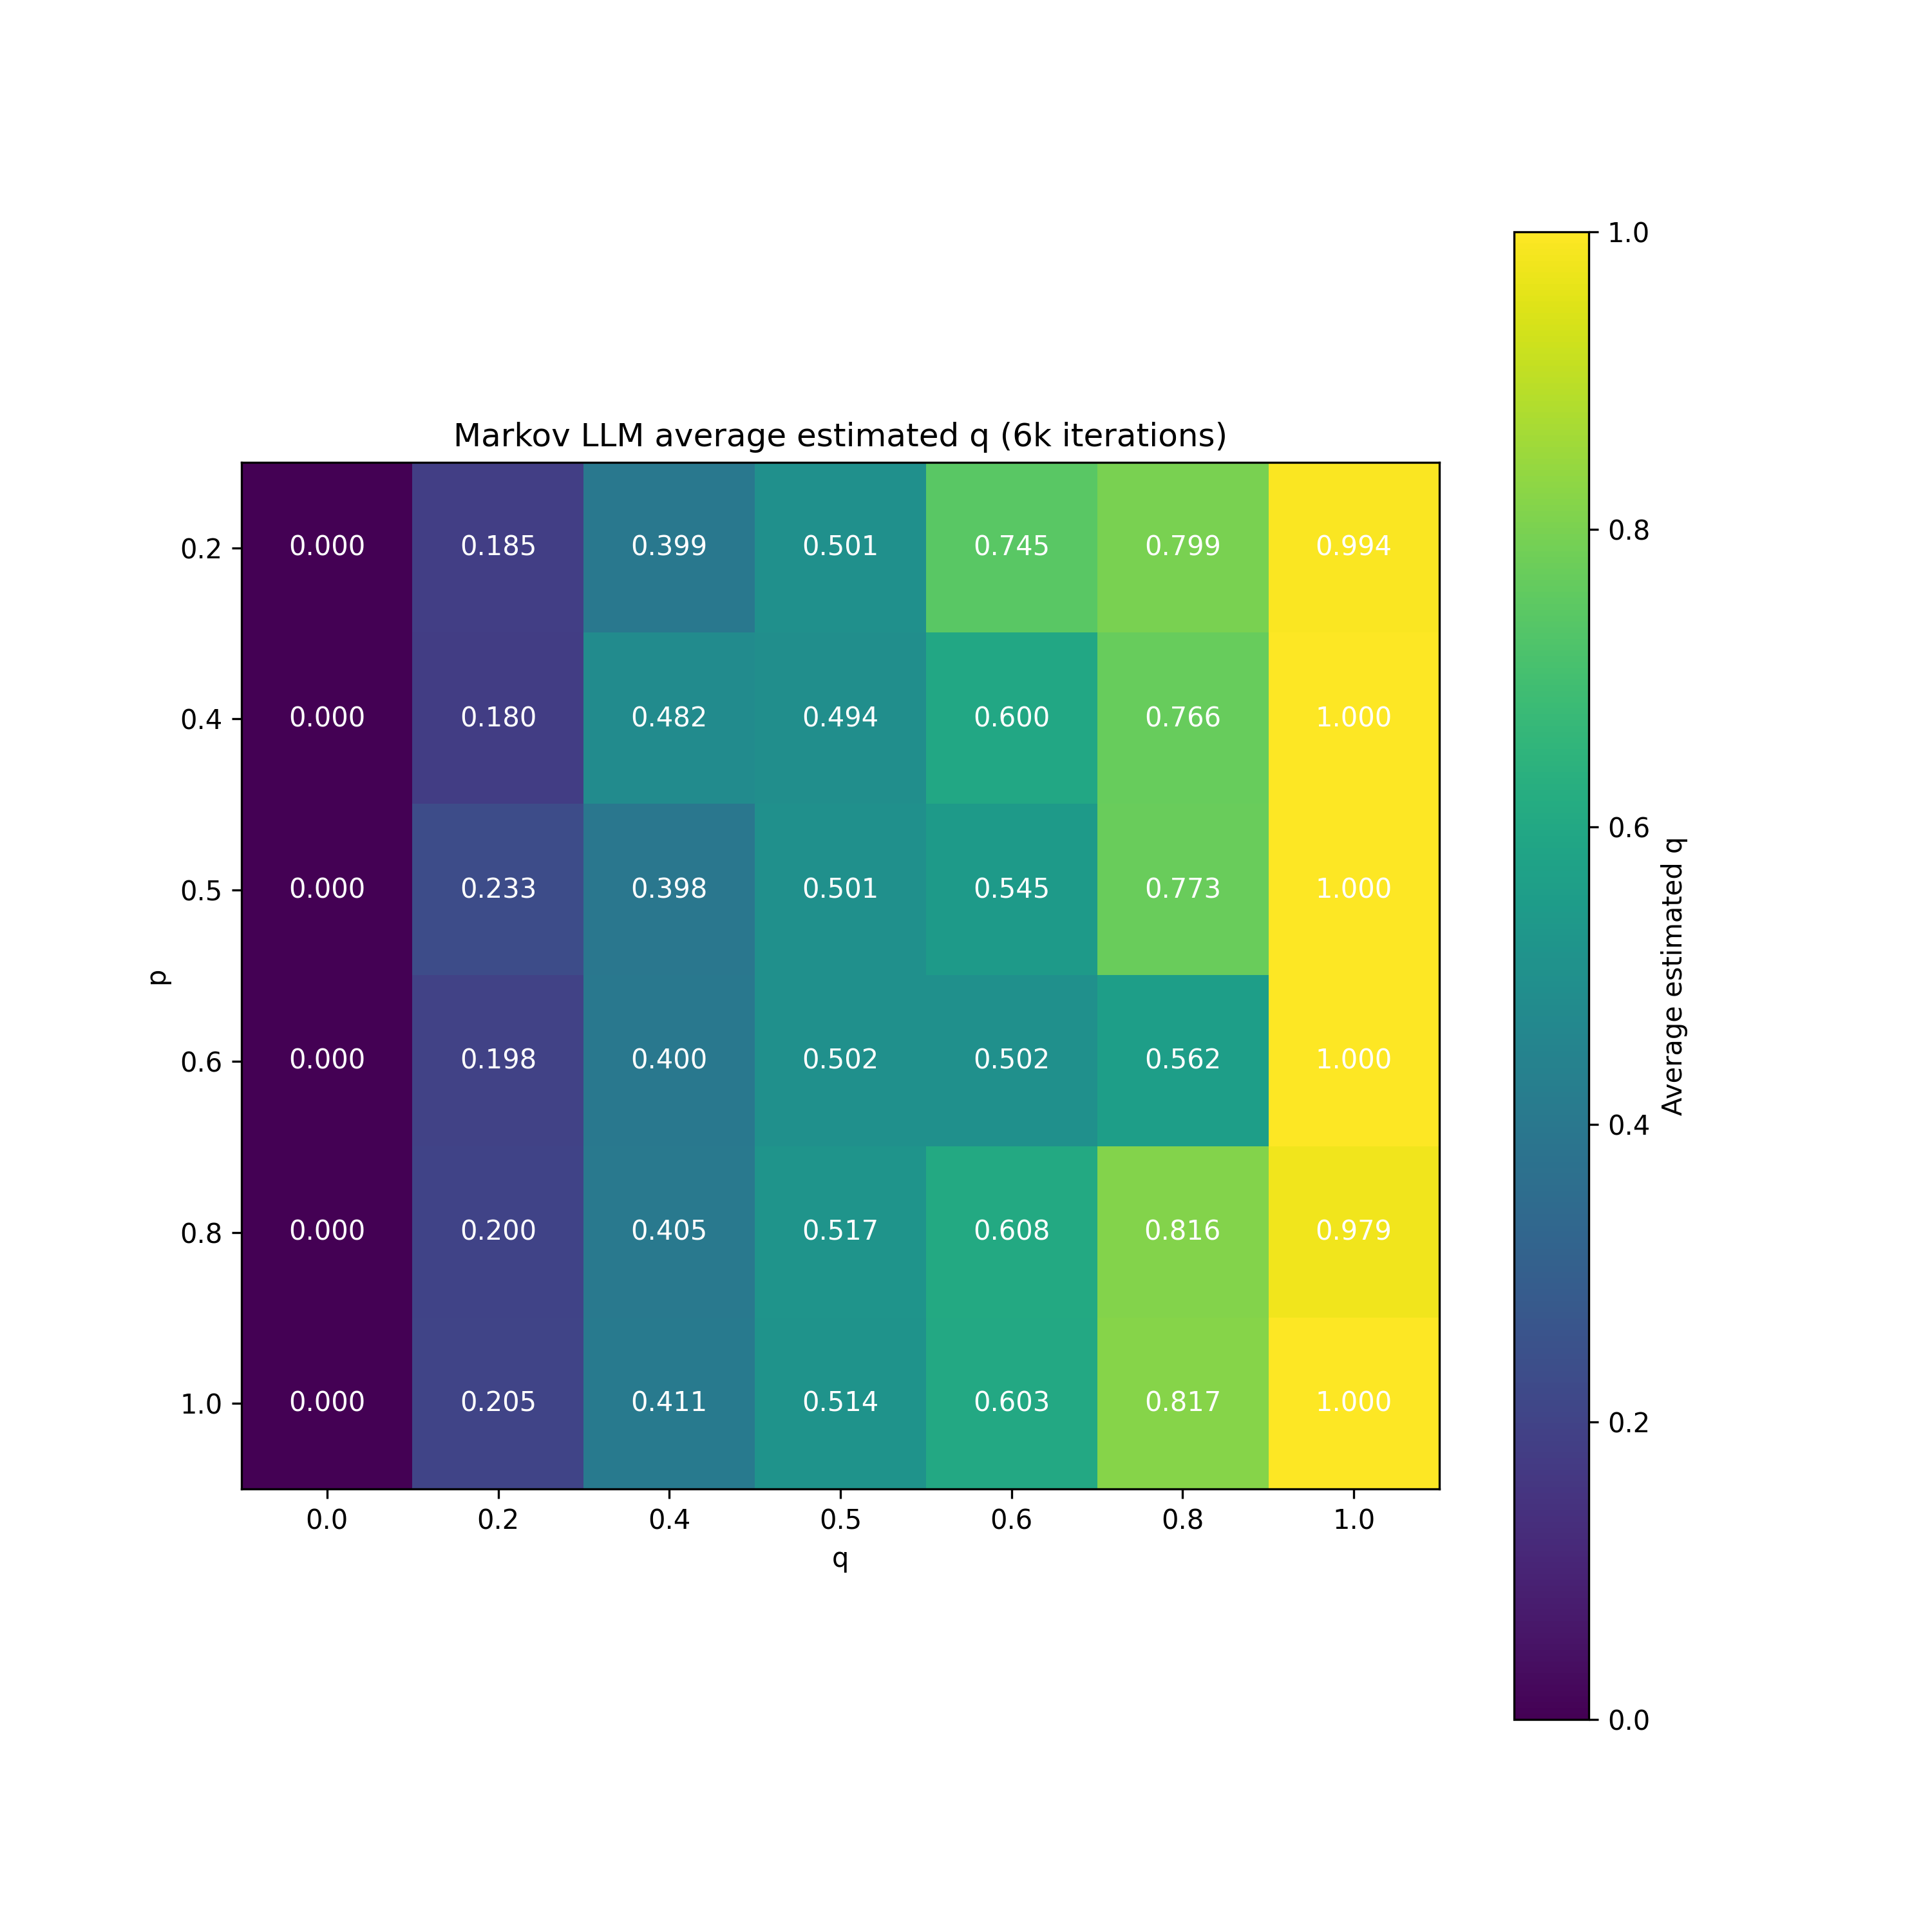 Markov LLM average estimated q (6k iterations)
0.2 0.000 0.185 0.399 0.501 0.745 0.799 0.994
0.4 0.000 0.180 0.482 0.494 0.600 0.766 1.000
0.5 0.000 0.233 0.398 0.501 0.545 0.773 1.000
0.6 0.000 0.198 0.400 0.502 0.502 0.562 1.000
0.8 0.000 0.200 0.405 0.517 0.608 0.816 0.979
1.0 0.000 0.205 0.411 0.514 0.603 0.817 1.000
p
0.0 0.2 0.4 0.5 0.6 0.8 1.0
q
1.0
0.8
0.6
0.4
0.2
0.0
Average estimated q